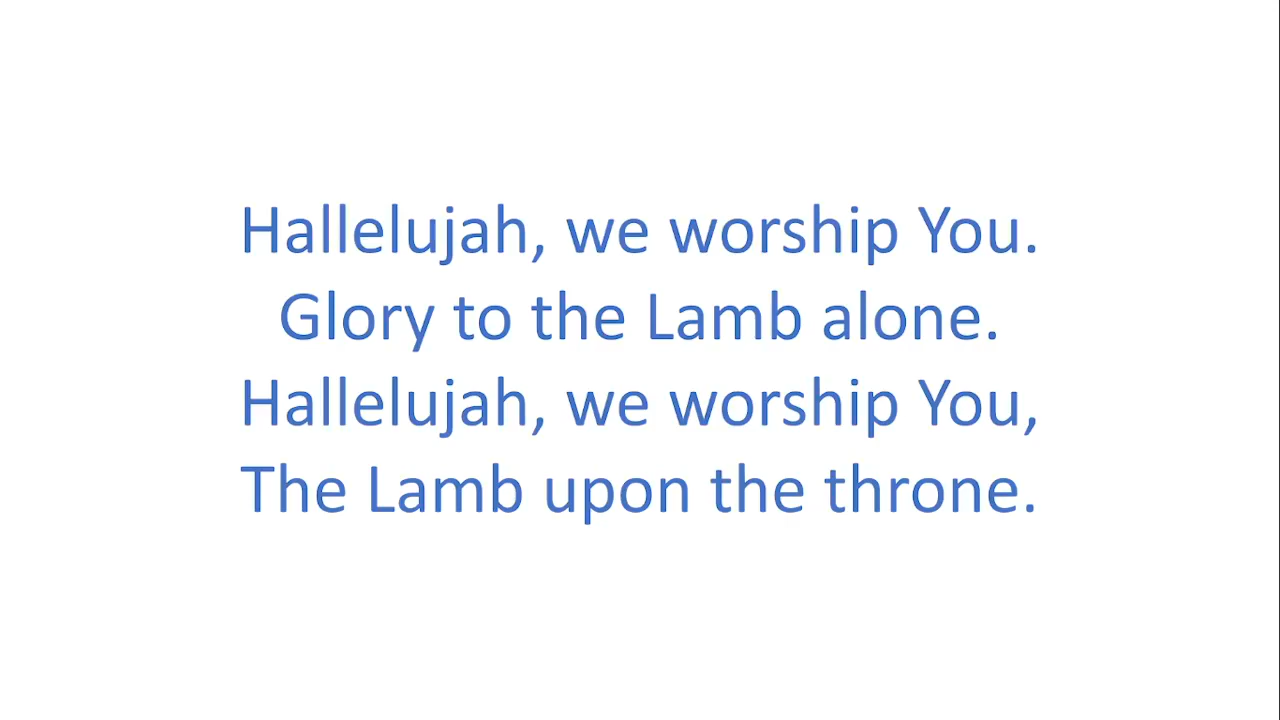 Hallelujah, we worship You.
Glory to the Lamb alone.
Hallelujah, we worship You,
The Lamb upon the throne.